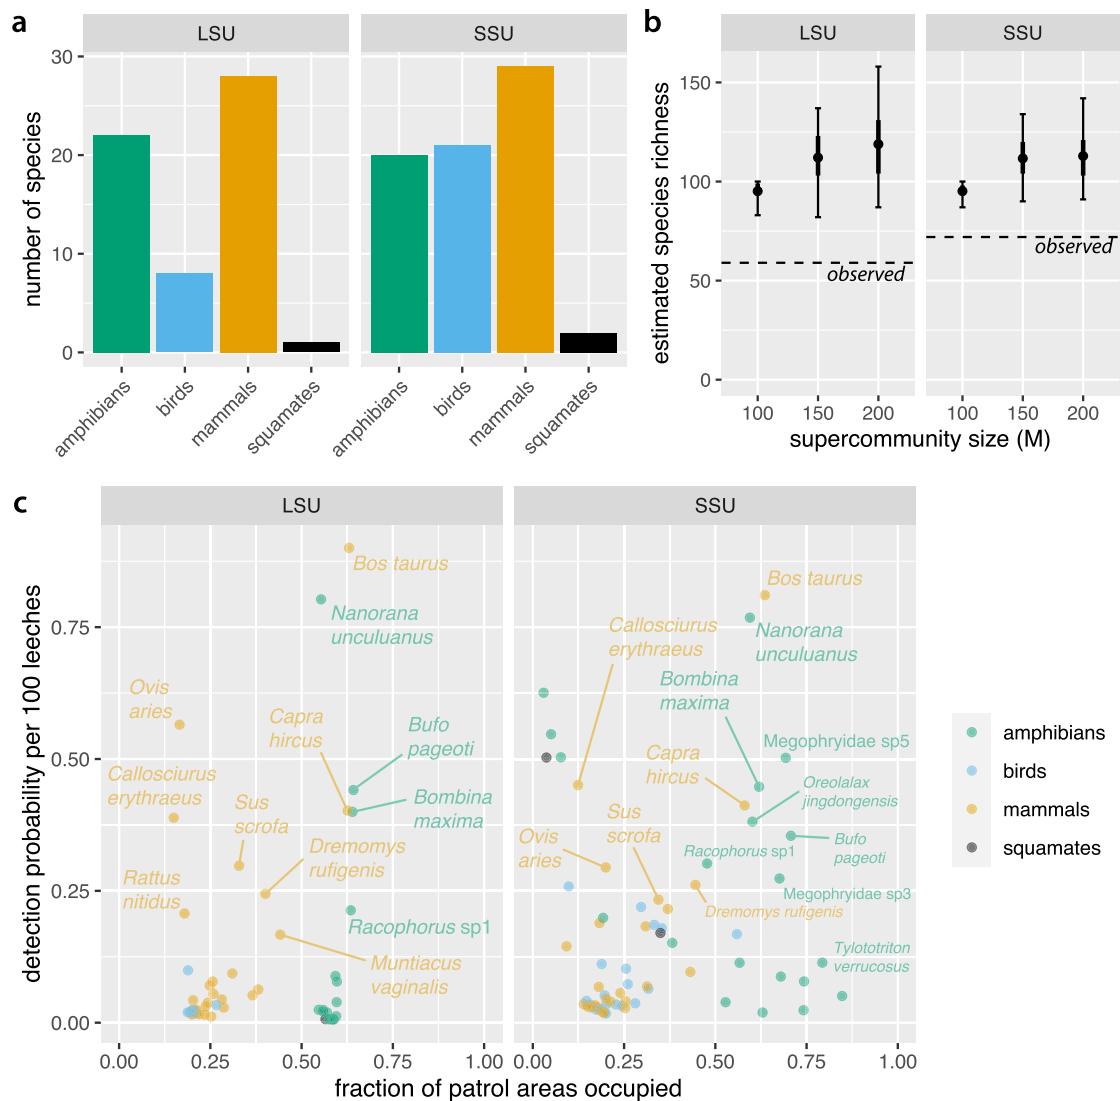 a
LSU
SSU
number of species
30
20
10
0
amphibians
birds
mammals
squamates
amphibians
birds
mammals
squamates
b
LSU
SSU
estimated species richness
150
100
50
0
observed
observed
100
150
200
100
150
200
supercommunity size (M)
c
LSU
SSU
detection probability per 100 leeches
0.75
0.50
0.25
0.00
Bos taurus
Nanorana
unculuanus
Ovis
aries
Capra
hircus
Bufo
pageoti
Callosciurus
erythraeus
Sus
scrofa
Bombina
maxima
Dremomys
rufigenis
Rattus
nitidus
Racophorus sp1
Muntiacus
vaginalis
Bos taurus
Callosciurus
erythraeus
Nanorana
unculuanus
Bombina
maxima
Megophryidae sp5
Capra
hircus
Oreolalax
jingdongensis
Sus
scrofa
Ovis
aries
Bufo
pageoti
Racophorus sp1
Megophryidae sp3
Dremomys rufigenis
Tylototriton
verrucosus
0.00
0.25
0.50
0.75
1.00
0.00
0.25
0.50
0.75
1.00
fraction of patrol areas occupied
amphibians
birds
mammals
squamates